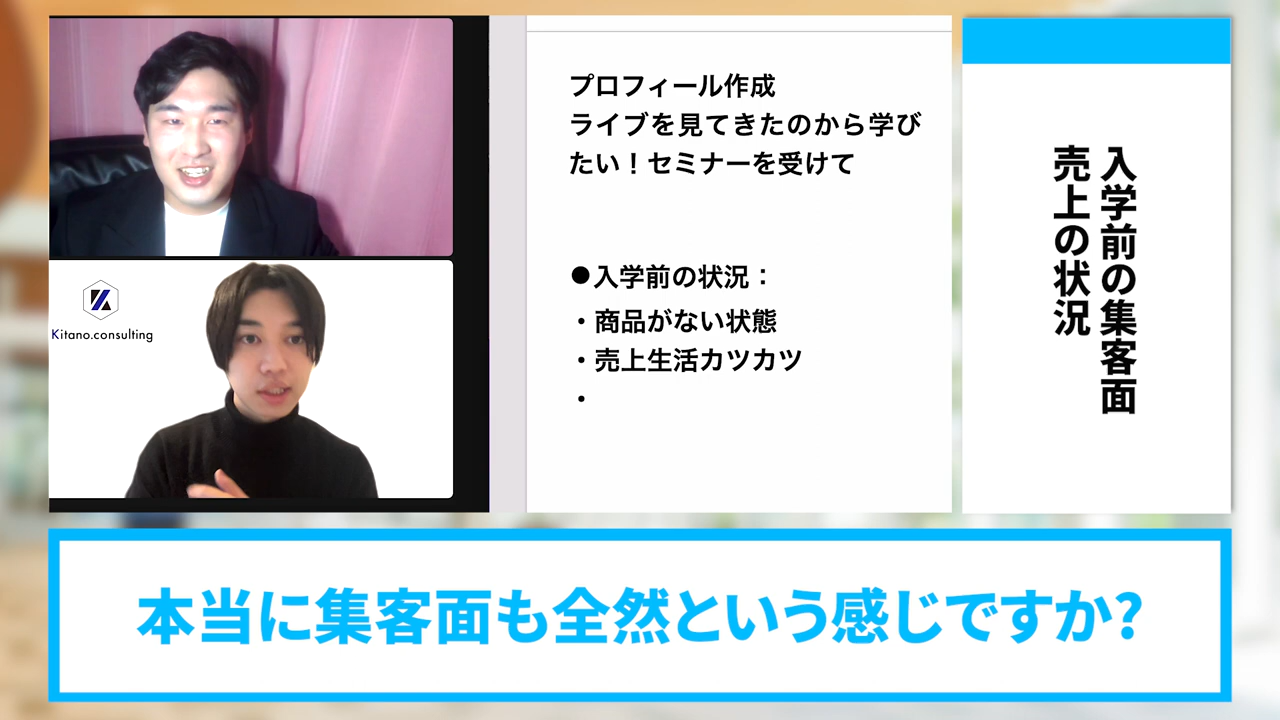 Kitano.consulting
プロフィール作成
ライブを見てきたのから学び
たい！セミナーを受けて
●入学前の状況：
・商品がない状態
・売上生活カツカツ
・
入学前の集客面
売上の状況
本当に集客面も全然という感じですか?